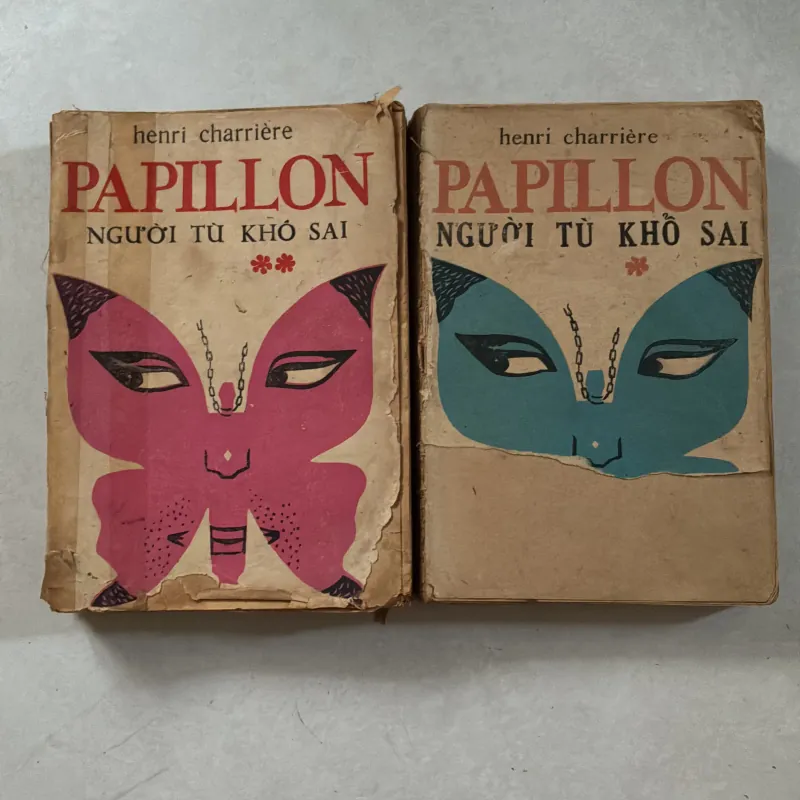 henri charrière
PAPILLON
NGƯỜI TÙ KHỔ SAI
**
henri charrière
PAPILLON
NGƯỜI TÙ KHỔ SAI
*